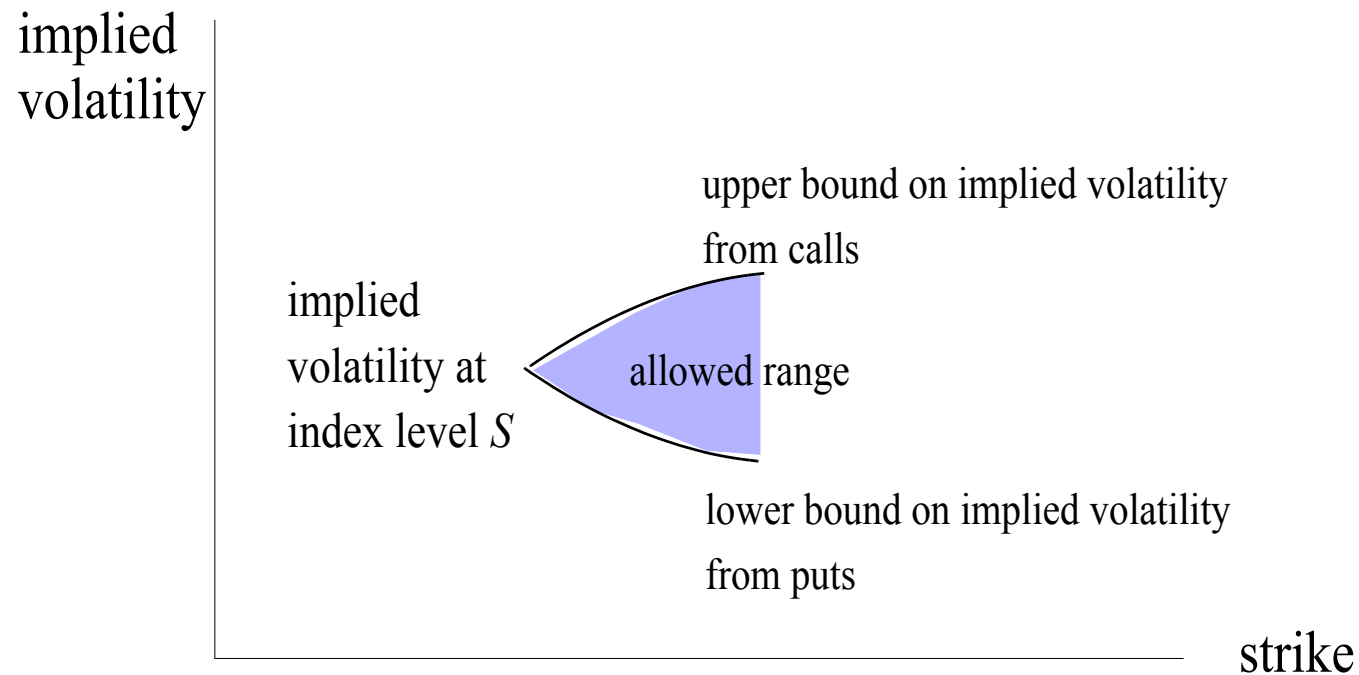 implied
volatility
upper bound on implied volatility
from calls
implied
volatility at
index level S
allowed range
lower bound on implied volatility
from puts
strike